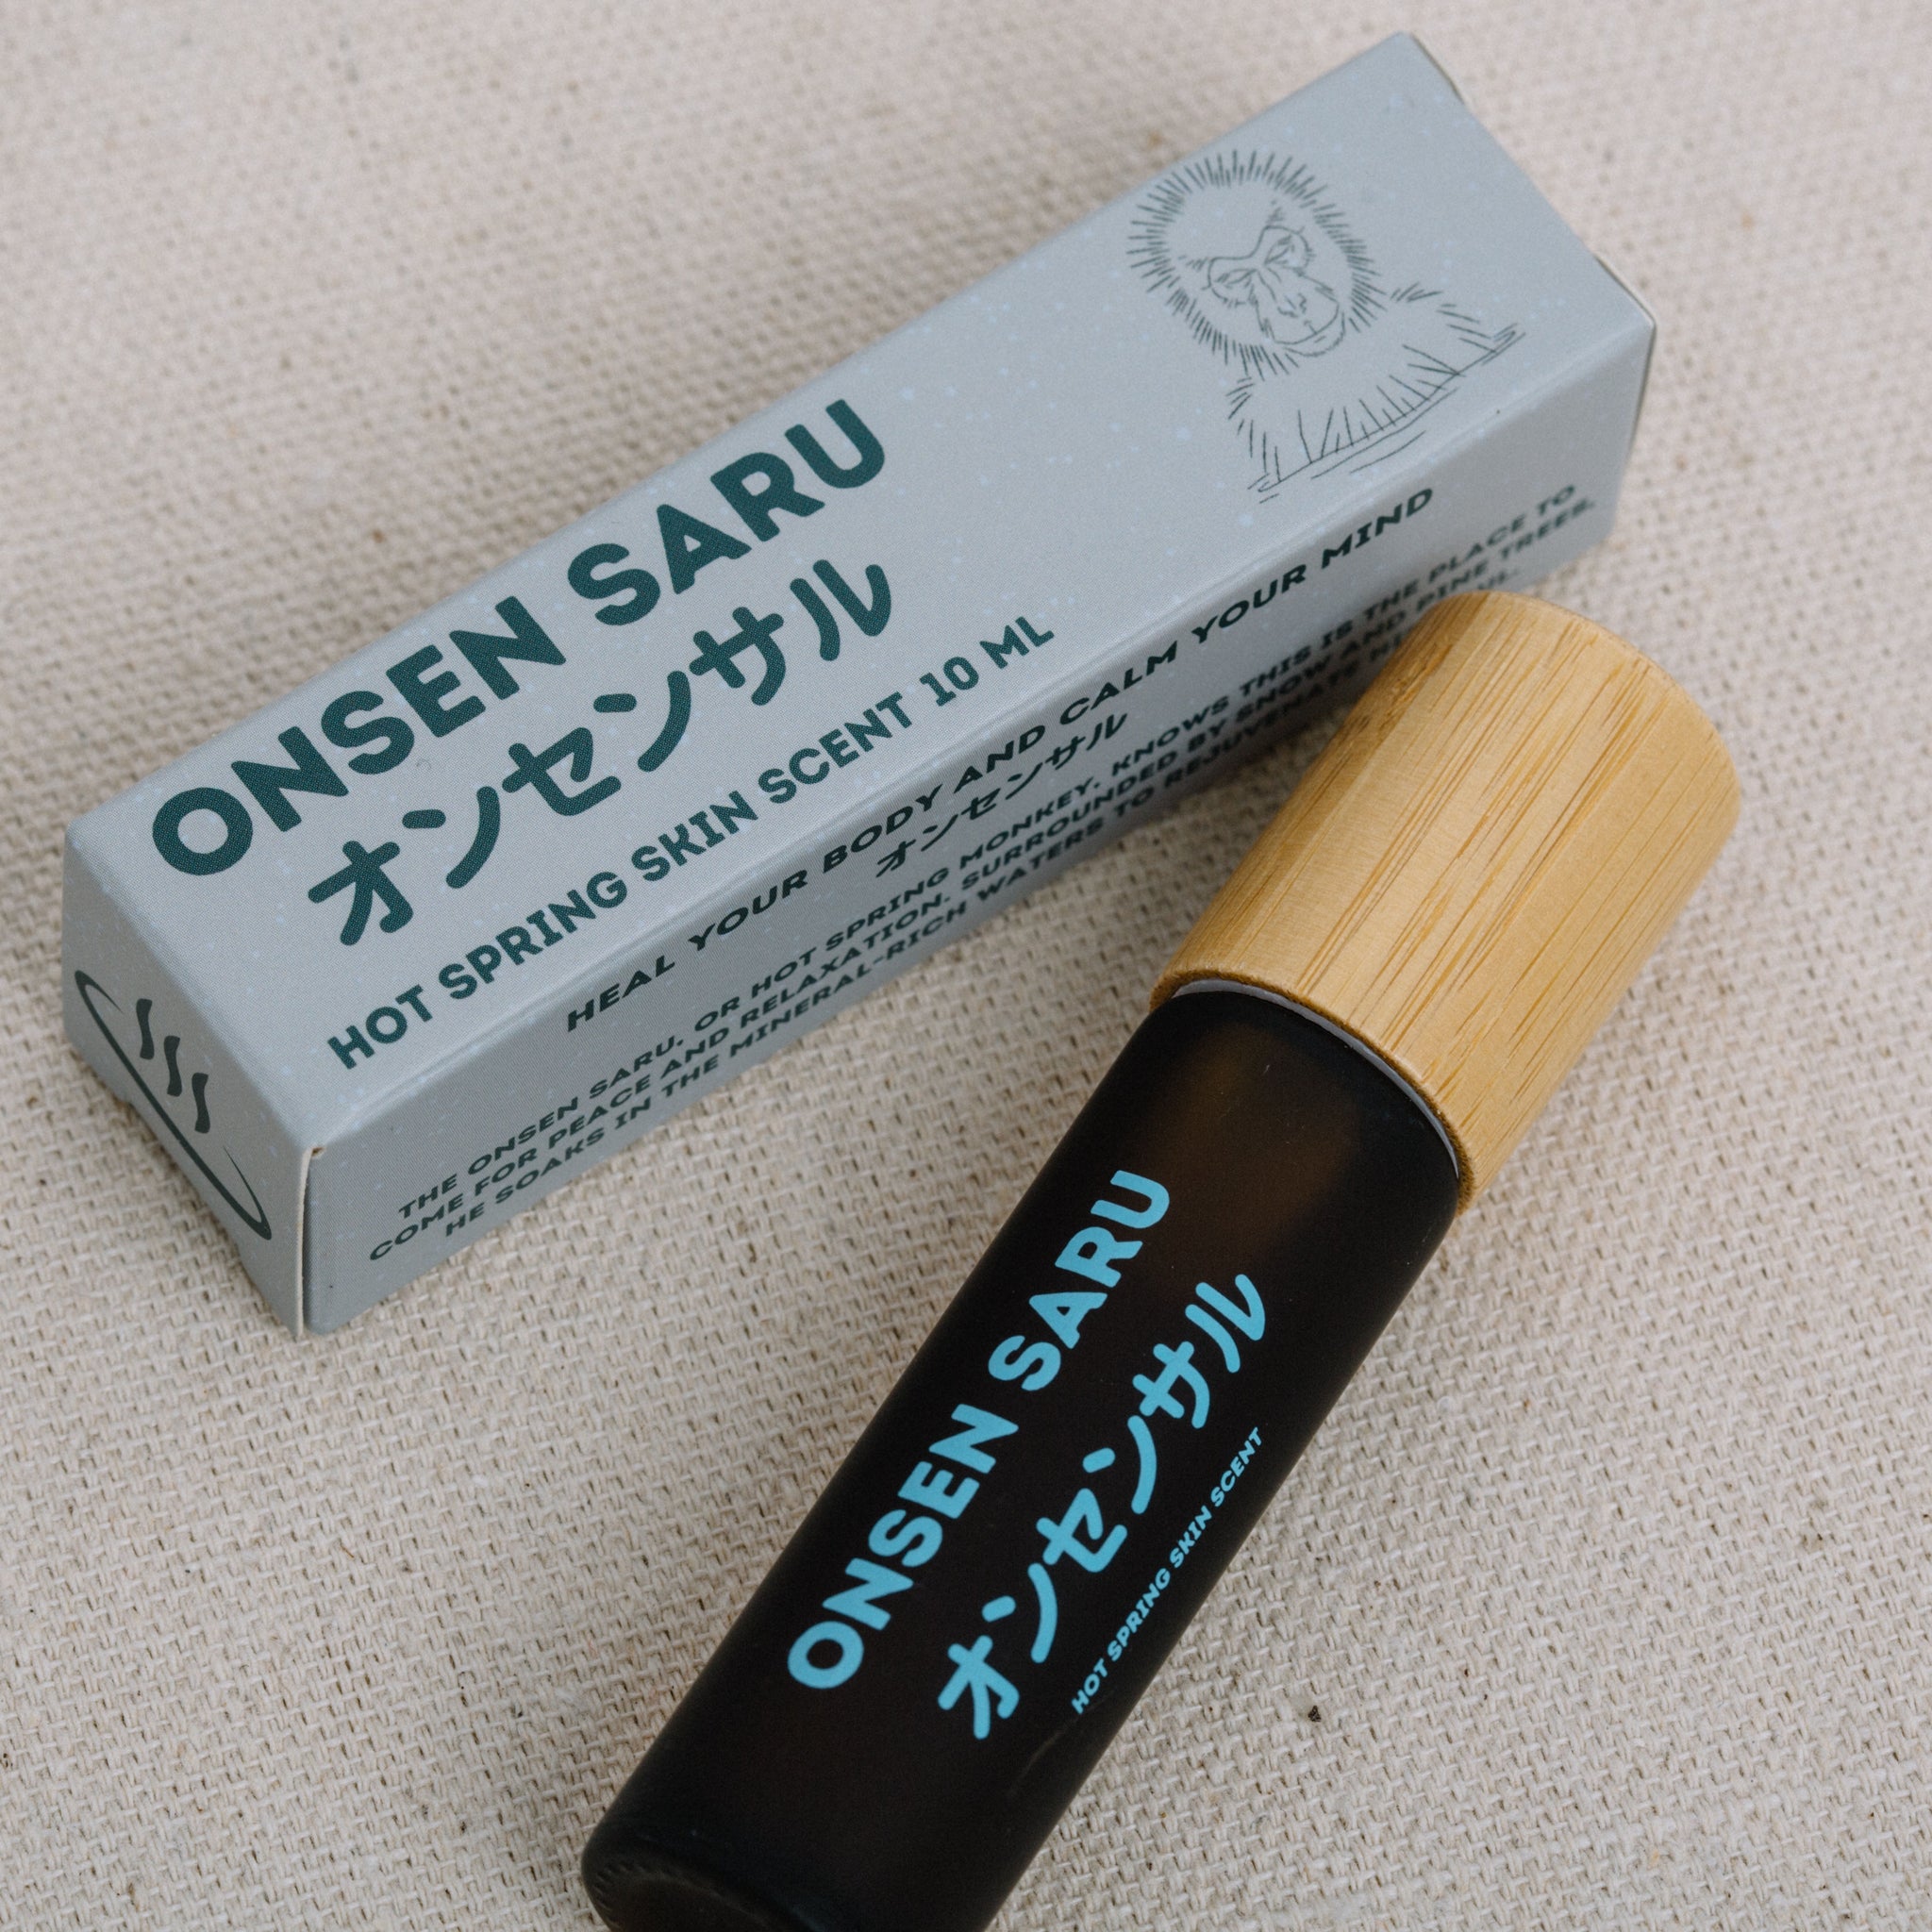 ONSEN SARU
オンセンサル
HOT SPRING SKIN SCENT 10 ML
HEAL YOUR BODY AND CALM YOUR MIND
オンセンサル
THE ONSEN SARU, OR HOT SPRING MONKEY, KNOWS THIS IS THE PLACE TO
COME FOR PEACE AND RELAXATION. SURROUNDED BY SNOW AND PINE TREES,
HE SOAKS IN THE MINERAL-RICH WATERS TO REJUVENATE
ONSEN SARU
オンセンサル
HOT SPRING SKIN SCENT